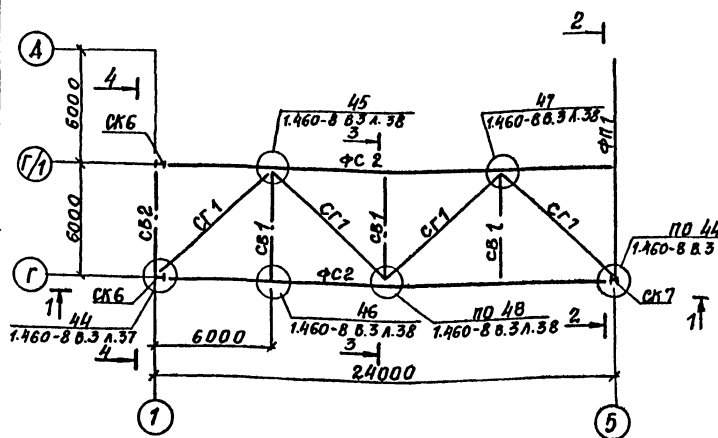 2
А
4
45
1.460-8 В.3 Л.38
47
1.460-8 В.3 Л.38
6000
СК6
3
ФП1
ФС2
Г/1
6000
СВ2
СГ1
СВ1
СГ1
СВ1
СГ1
СВ1
СГ1
ПО 44
1.460-8 В.3
Г
ФС2
1
СК6
СК7
1
44
1.460-8 В.3 Л.37
46
1.460-8 В.3 Л.38
ПО 48
1.460-8 В.3 Л.38
2
4
6000
3
24000
1
5